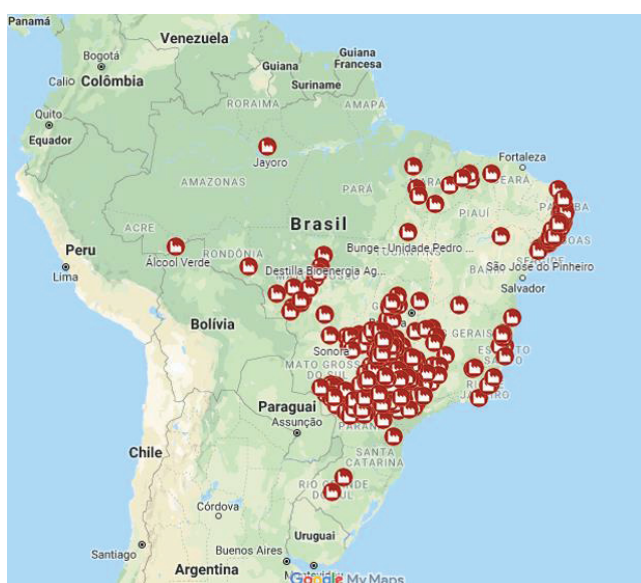 Panamá
Venezuela
Bogotá
Calio
Colômbia
Guiana
Guiana
Francesa
Suriname
RORAIMA
AMAPÁ
Quito
Equador
Jayoro
Fortaleza
AMAZONAS
PARÁ
CEARÁ
Brasil
PIAUÍ
ACRE
Peru
Lima
Álcool Verde
RONDÔNIA
Bunge - Unidade Pedro ...
Destilla Bioenergia Ag...
São José do Pinheiro
Salvador
Bolívia
Sonora
MATO GROSSO
DO SUL
Paraguai
Assunção
Chile
SANTA
CATARINA
RIO GRANDE
DO SUL
Córdova
Uruguai
Santiago
Buenos Aires
Argentina
Google My Maps